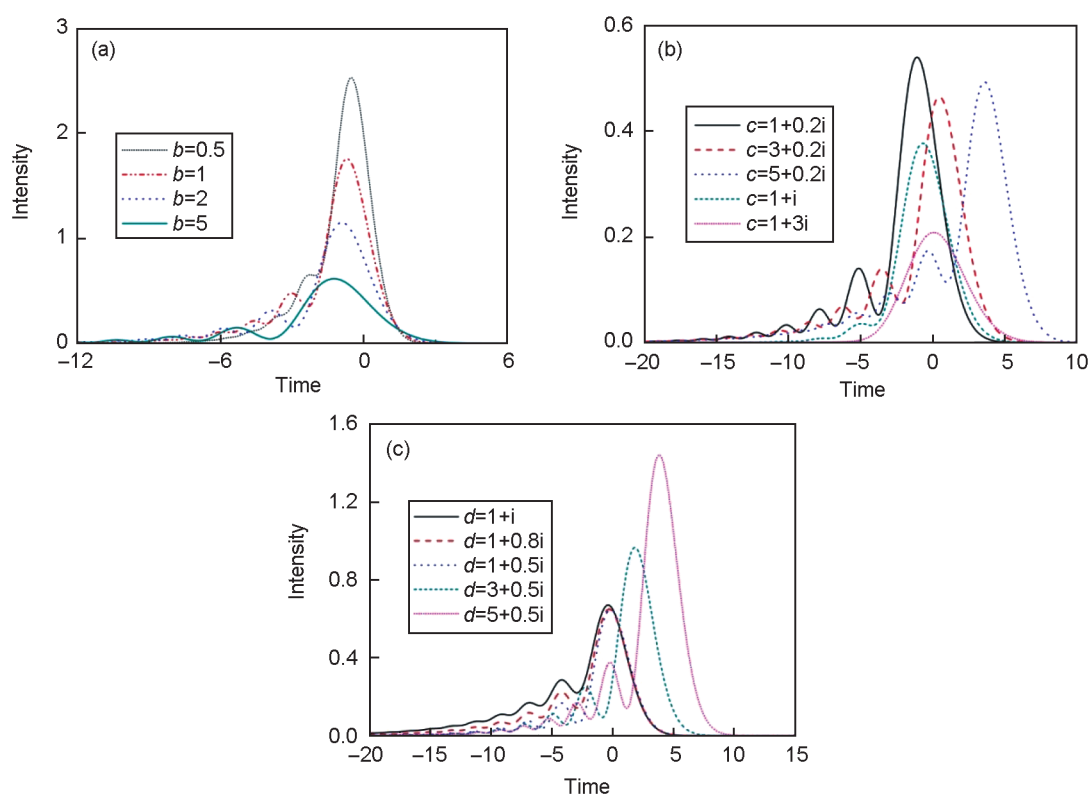 (a)
3
2
1
0
Intensity
b=0.5
b=1
b=2
b=5
−12
−6
0
6
Time
(b)
0.6
0.4
0.2
0.0
Intensity
c=1+0.2i
c=3+0.2i
c=5+0.2i
c=1+i
c=1+3i
−20
−15
−10
−5
0
5
10
Time
(c)
1.6
1.2
0.8
0.4
0.0
Intensity
d=1+i
d=1+0.8i
d=1+0.5i
d=3+0.5i
d=5+0.5i
−20
−15
−10
−5
0
5
10
15
Time